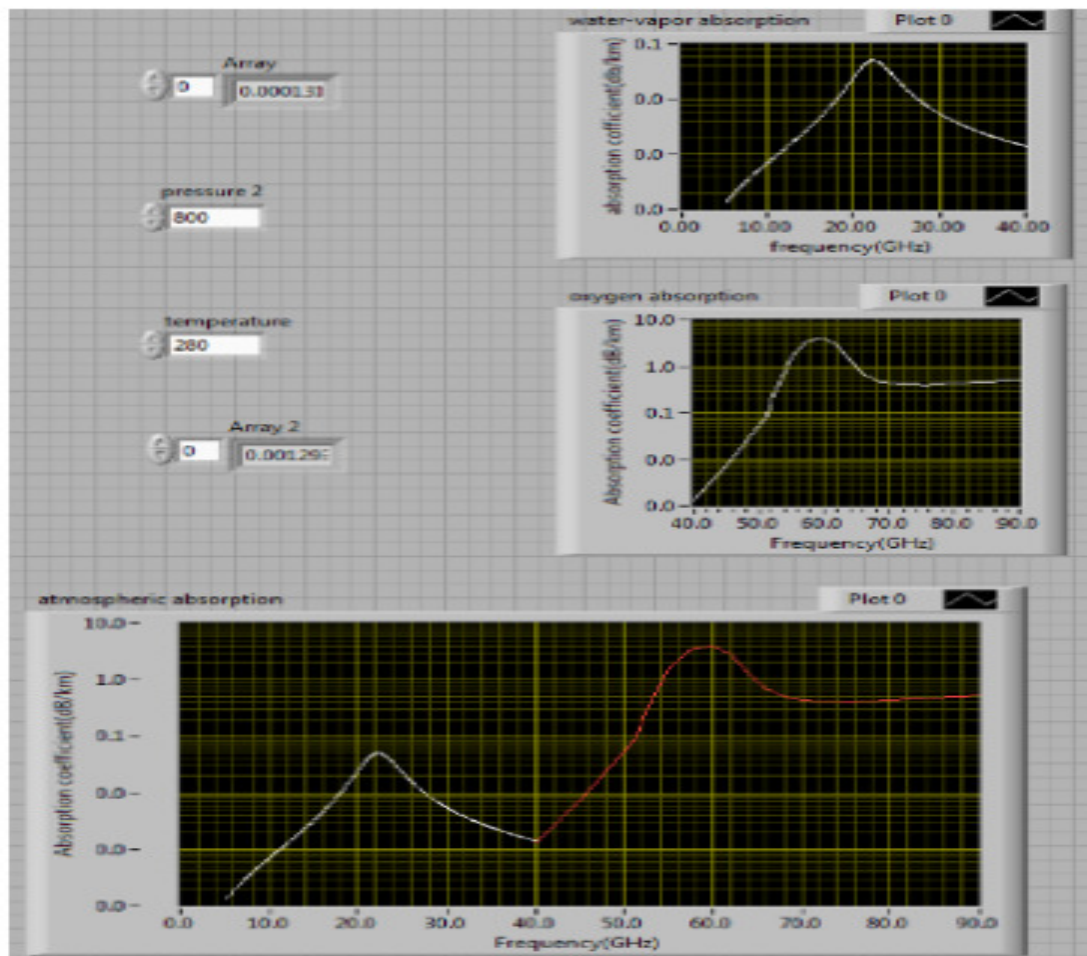 Array
0
0.000131
pressure 2
800
temperature
280
Array 2
0
0.001295
water-vapor absorption
Plot 0
absorption cofficient(db/km)
0.1
0.0
0.0
0.0
0.00 10.00 20.00 30.00 40.00
frequency(GHz)
oxygen absorption
Plot 0
Absorption coefficient(dB/km)
10.0
1.0
0.1
0.0
0.0
40.0 50.0 60.0 70.0 80.0 90.0
Frequency(GHz)
atmospheric absorption
Plot 0
Absorption coefficient(dB/km)
10.0
1.0
0.1
0.0
0.0
0.0
0.0 10.0 20.0 30.0 40.0 50.0 60.0 70.0 80.0 90.0
Frequency(GHz)